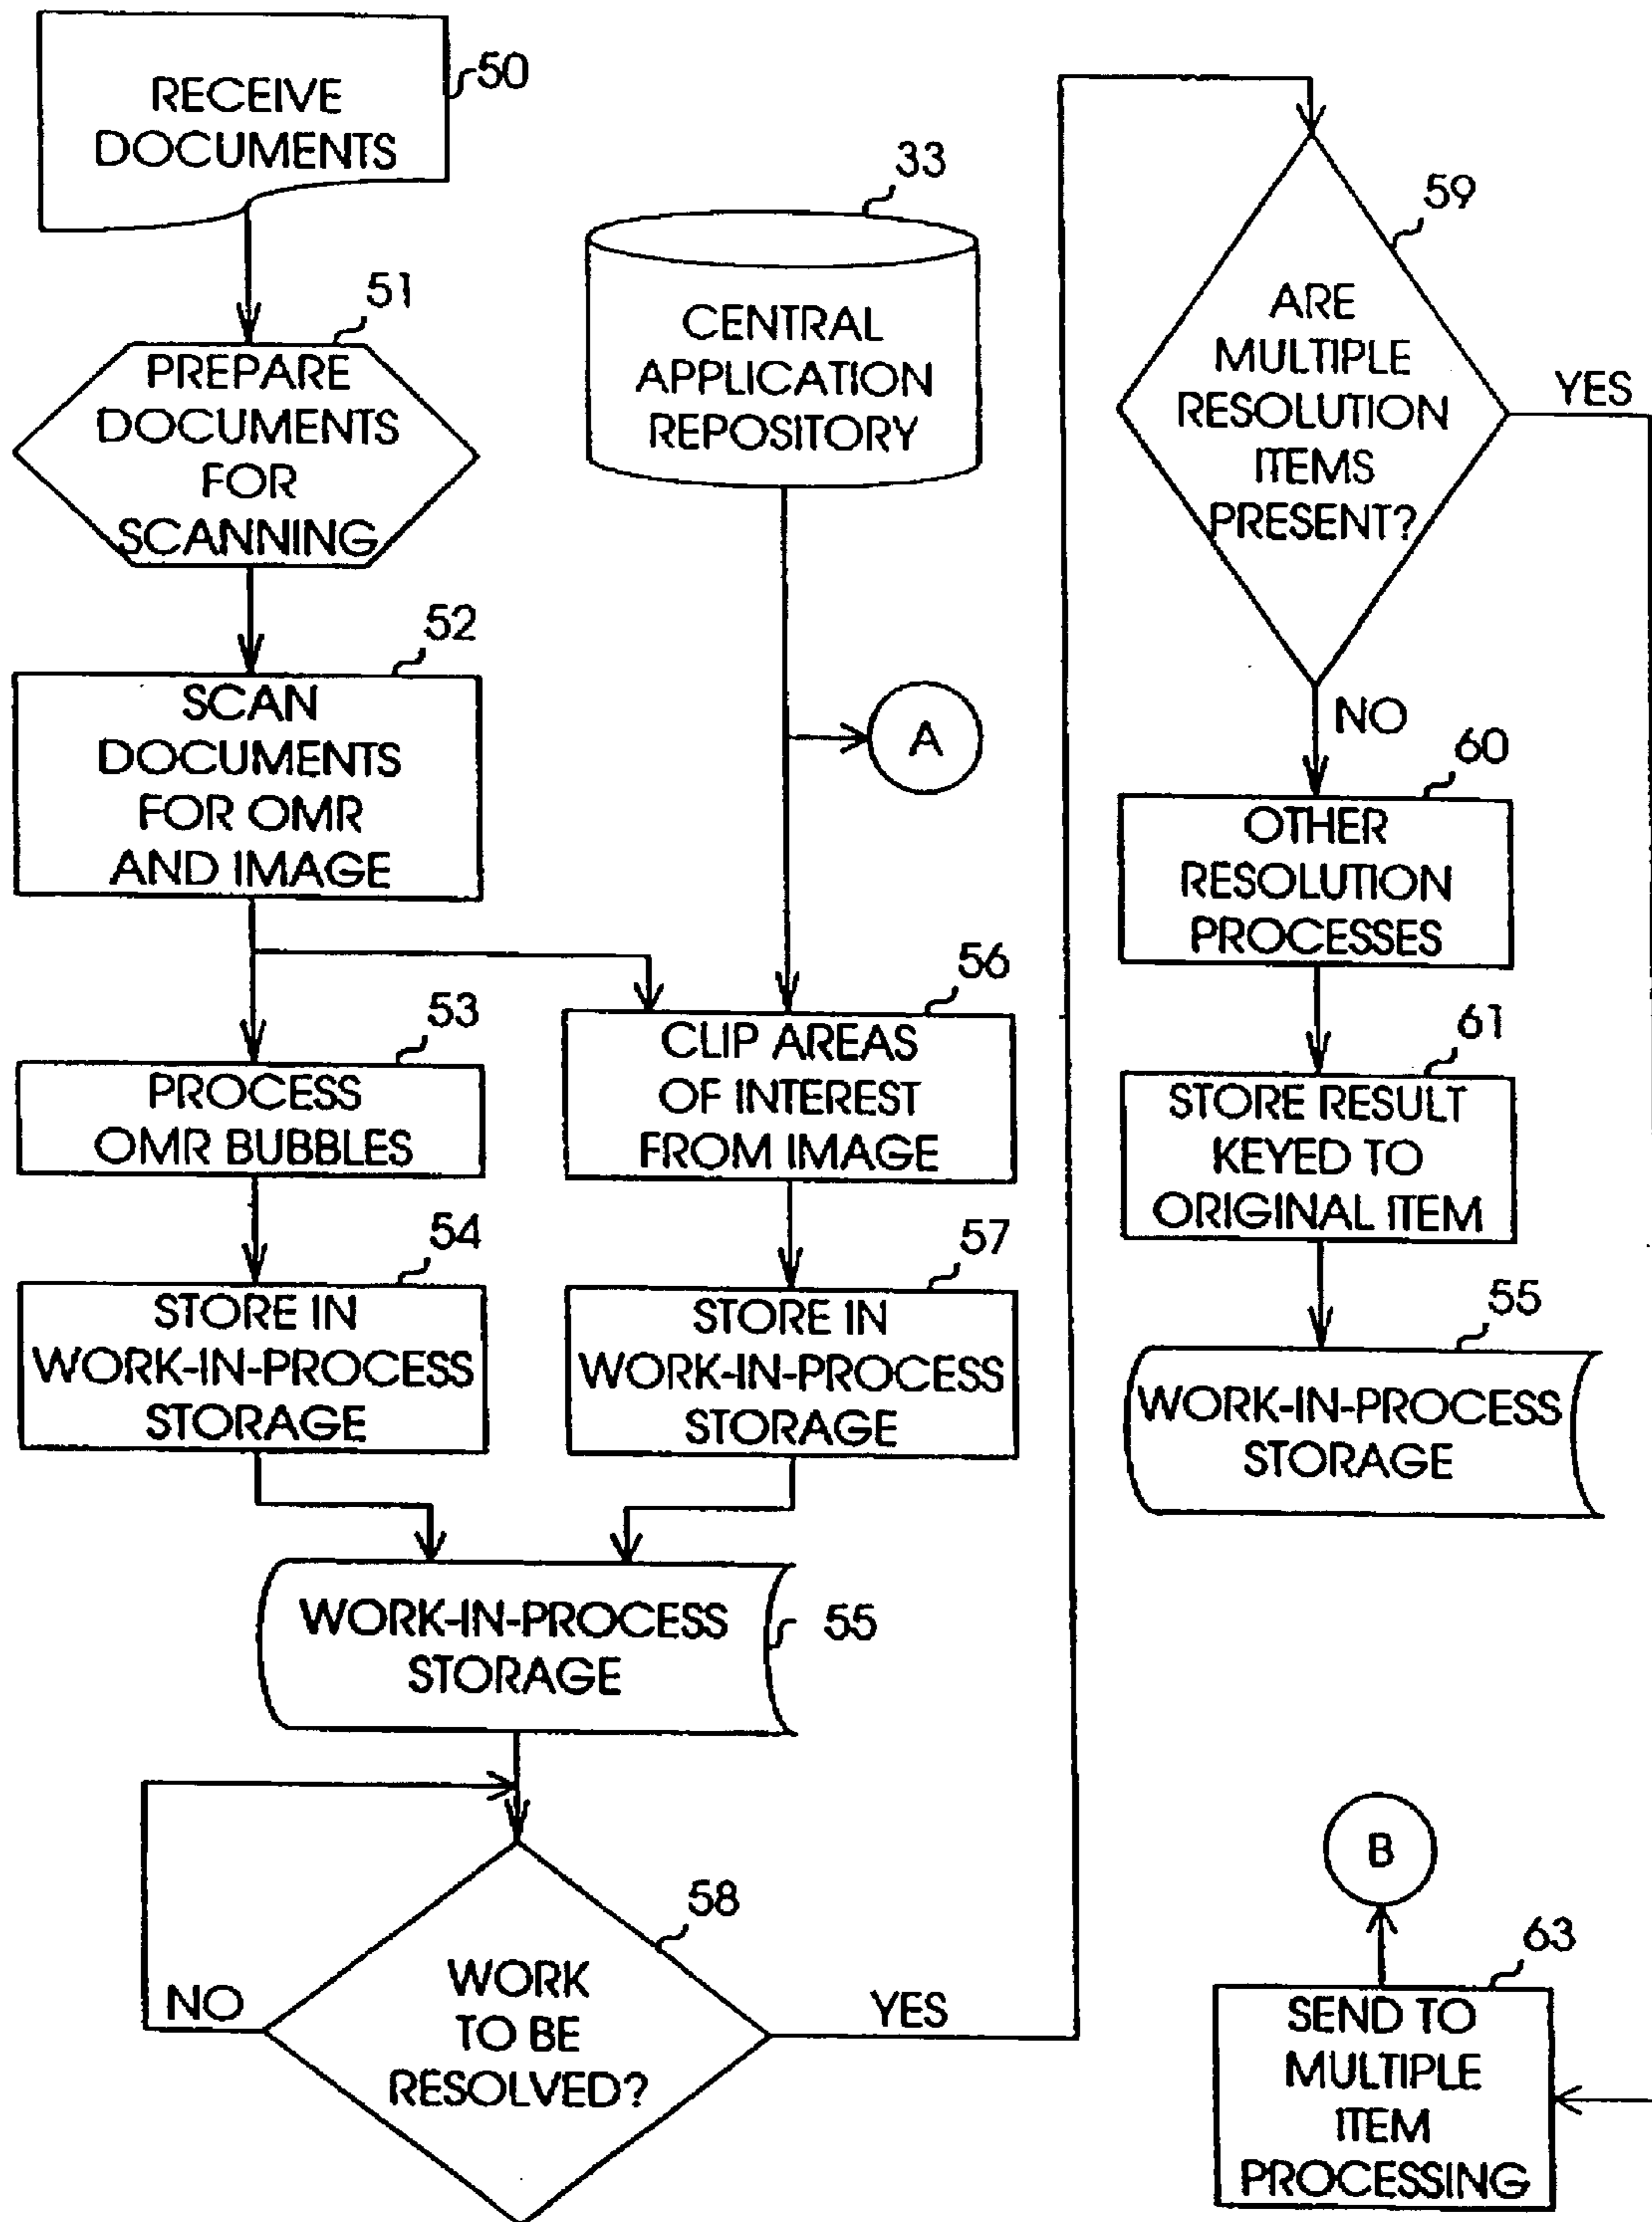 50
RECEIVE
DOCUMENTS
51
PREPARE
DOCUMENTS
FOR
SCANNING
52
SCAN
DOCUMENTS
FOR OMR
AND IMAGE
53
PROCESS
OMR BUBBLES
54
STORE IN
WORK-IN-PROCESS
STORAGE
33
CENTRAL
APPLICATION
REPOSITORY
A
56
CLIP AREAS
OF INTEREST
FROM IMAGE
57
STORE IN
WORK-IN-PROCESS
STORAGE
WORK-IN-PROCESS
STORAGE
55
58
WORK
TO BE
RESOLVED?
NO
YES
59
ARE
MULTIPLE
RESOLUTION
ITEMS
PRESENT?
YES
NO
60
OTHER
RESOLUTION
PROCESSES
61
STORE RESULT
KEYED TO
ORIGINAL ITEM
55
WORK-IN-PROCESS
STORAGE
B
63
SEND TO
MULTIPLE
ITEM
PROCESSING